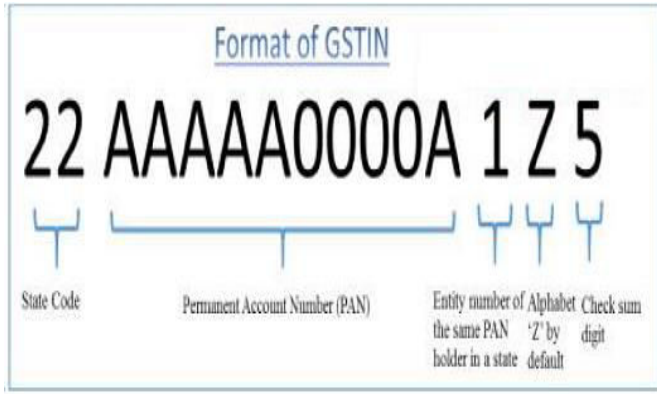 Format of GSTIN
22 AAAAA0000A 1 Z 5
State Code
Permanent Account Number (PAN)
Entity number of
the same PAN
holder in a state
Alphabet
‘Z’ by
default
Check sum
digit